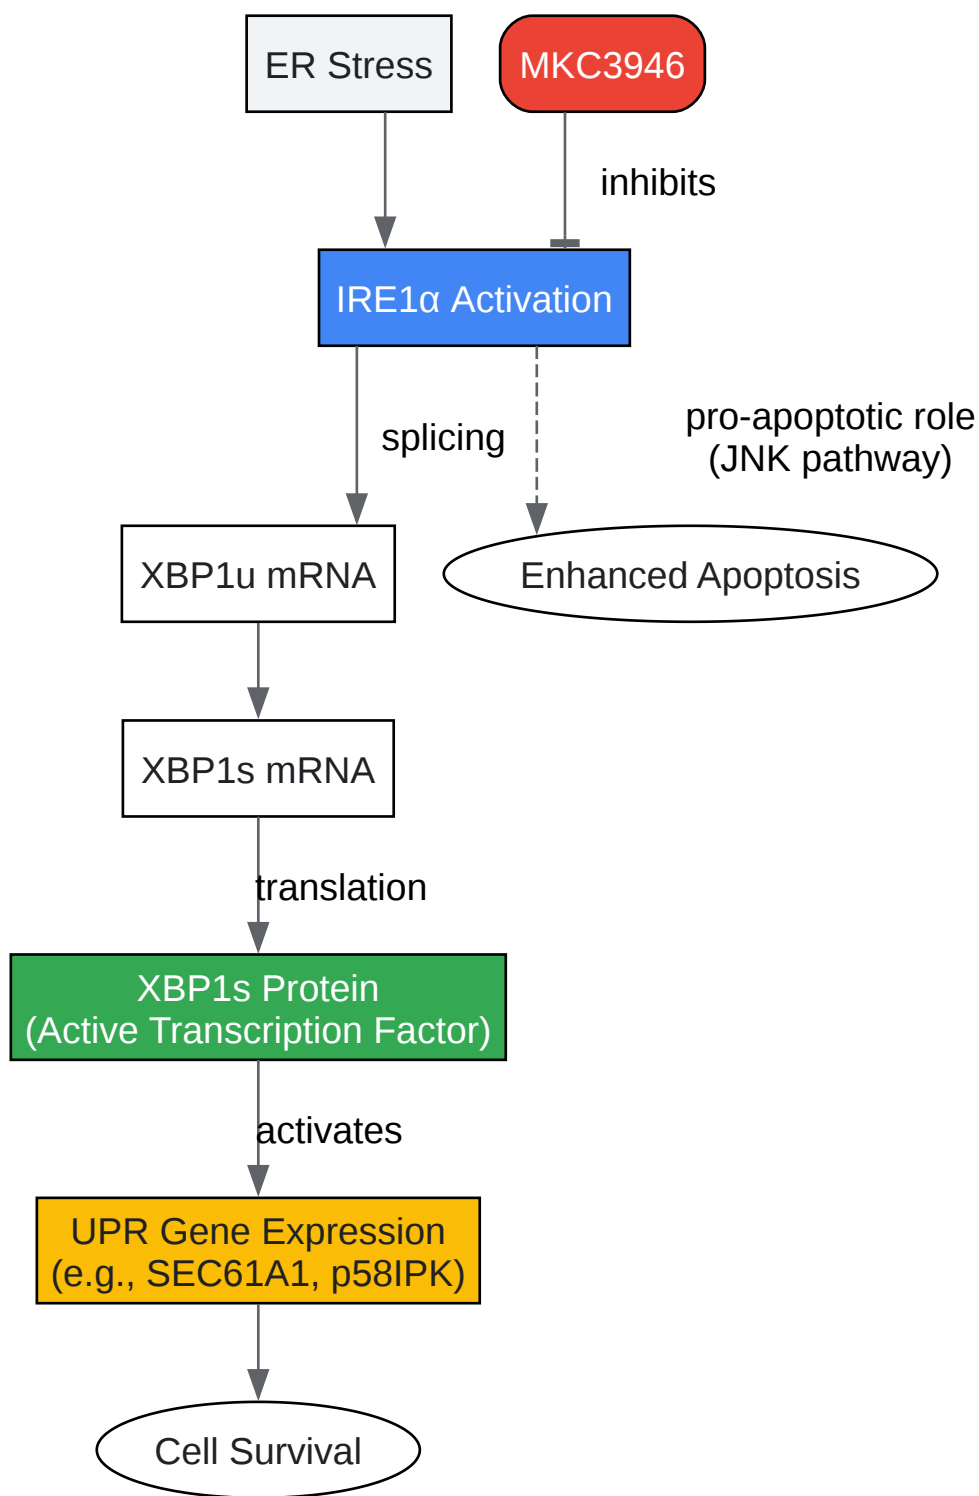 ER Stress
MKC3946
inhibits
IRE1α Activation
splicing
pro-apoptotic role
(JNK pathway)
XBP1u mRNA
Enhanced Apoptosis
XBP1s mRNA
translation
XBP1s Protein
(Active Transcription Factor)
activates
UPR Gene Expression
(e.g., SEC61A1, p58IPK)
Cell Survival